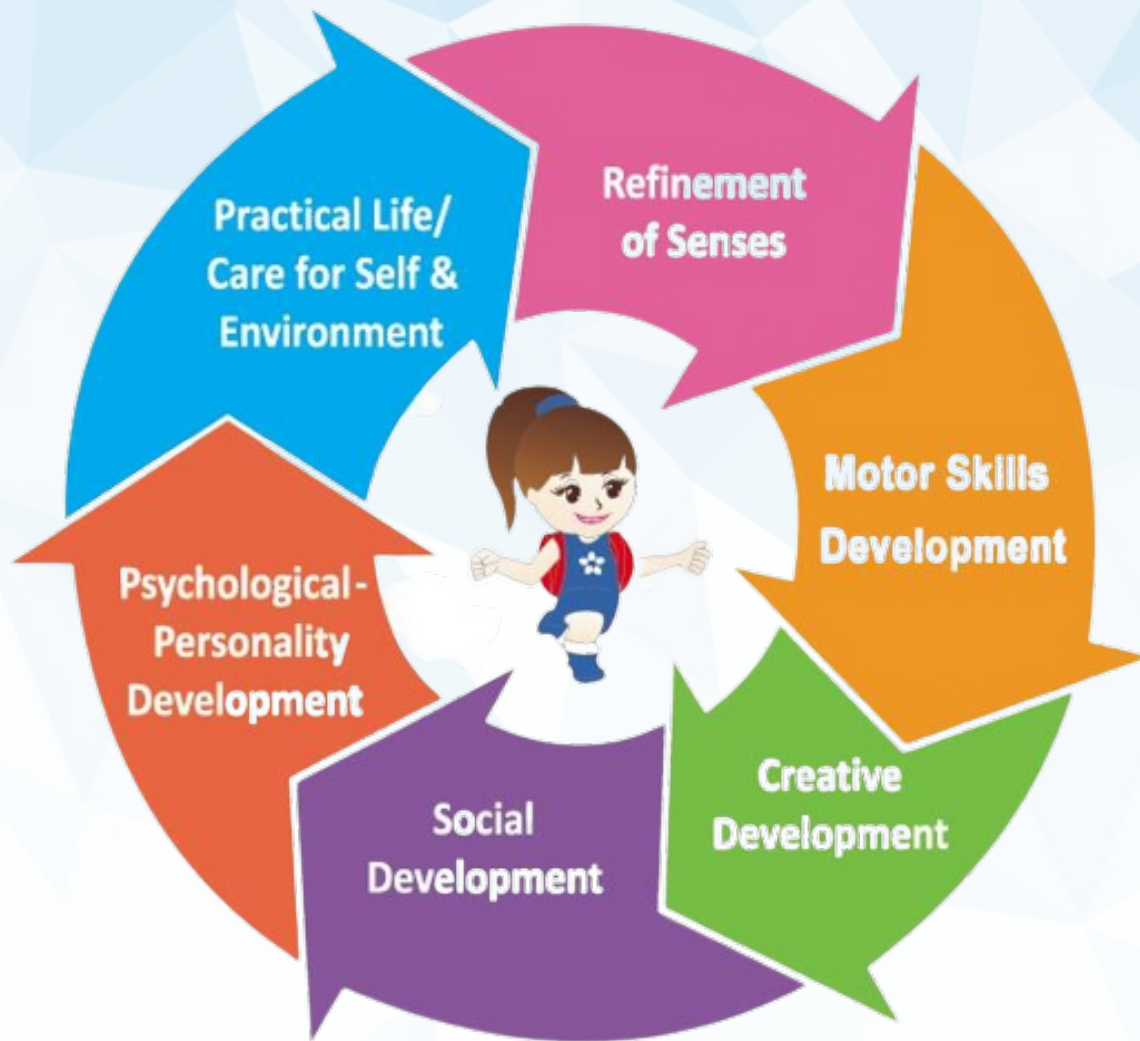 Practical Life/
Care for Self &
Environment
Refinement
of Senses
Motor Skills
Development
Creative
Development
Social
Development
Psychological-
Personality
Development